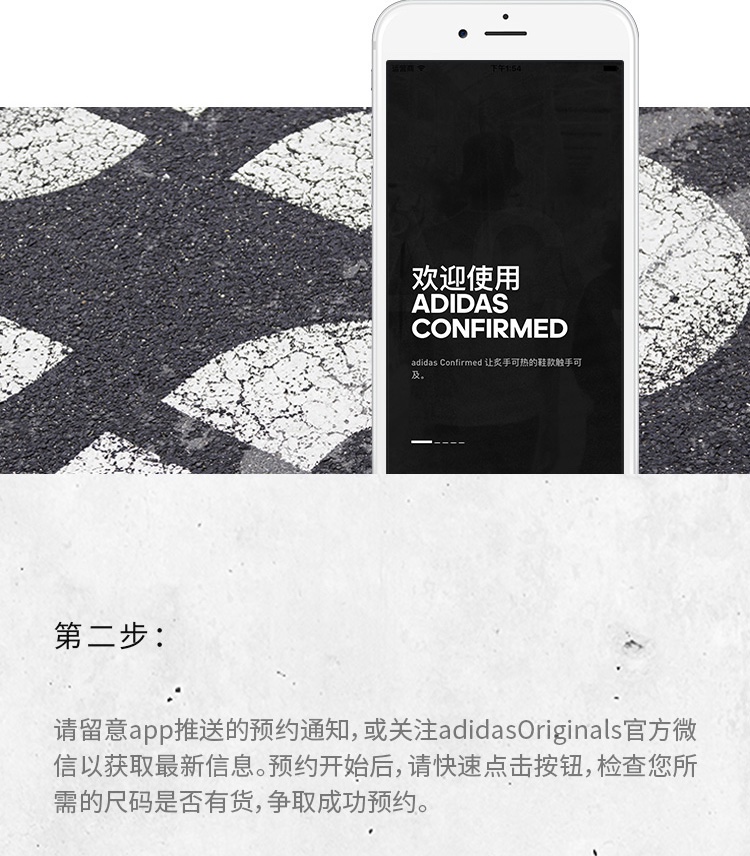 下午5:54
欢迎使用
ADIDAS
CONFIRMED
adidas Confirmed 让炙手可热的鞋款触手可
及。
第二步：
请留意app推送的预约通知，或关注adidasOriginals官方微
信以获取最新信息。预约开始后，请快速点击按钮，检查您所
需的尺码是否有货，争取成功预约。